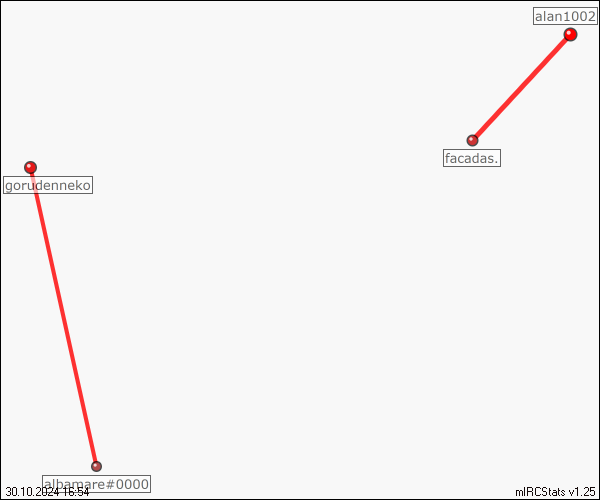 alan1002
facadas.
gorudenneko
albamare#0000
30.10.2024 16:54
mIRCStats v1.25